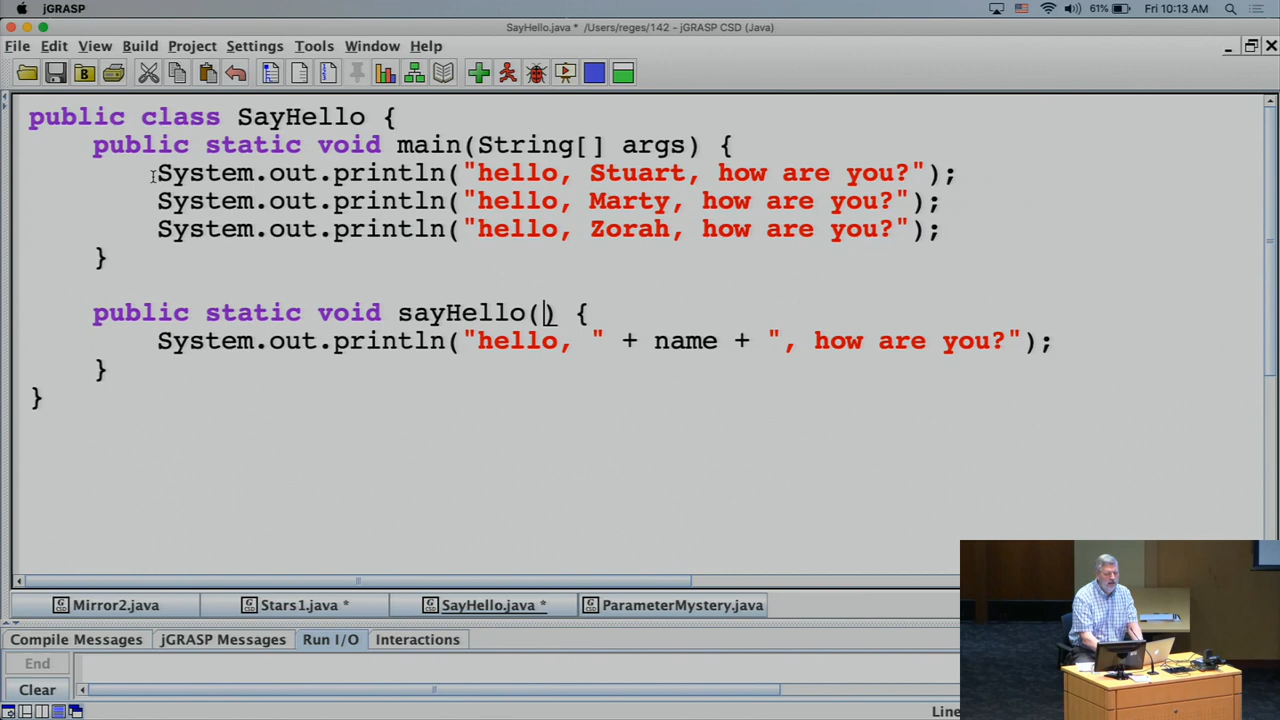 jGRASP 61% Fri 10:13 AM
SayHello.java * /Users/reges/142 - jGRASP CSD (Java)
File Edit View Build Project Settings Tools Window Help
public class SayHello {
public static void main(String[] args) {
System.out.println("hello, Stuart, how are you?");
System.out.println("hello, Marty, how are you?");
System.out.println("hello, Zorah, how are you?");
}
public static void sayHello() {
System.out.println("hello, " + name + ", how are you?");
}
}
Mirror2.java Stars1.java * SayHello.java * ParameterMystery.java
Compile Messages jGRASP Messages Run I/O Interactions
End
Clear
Line